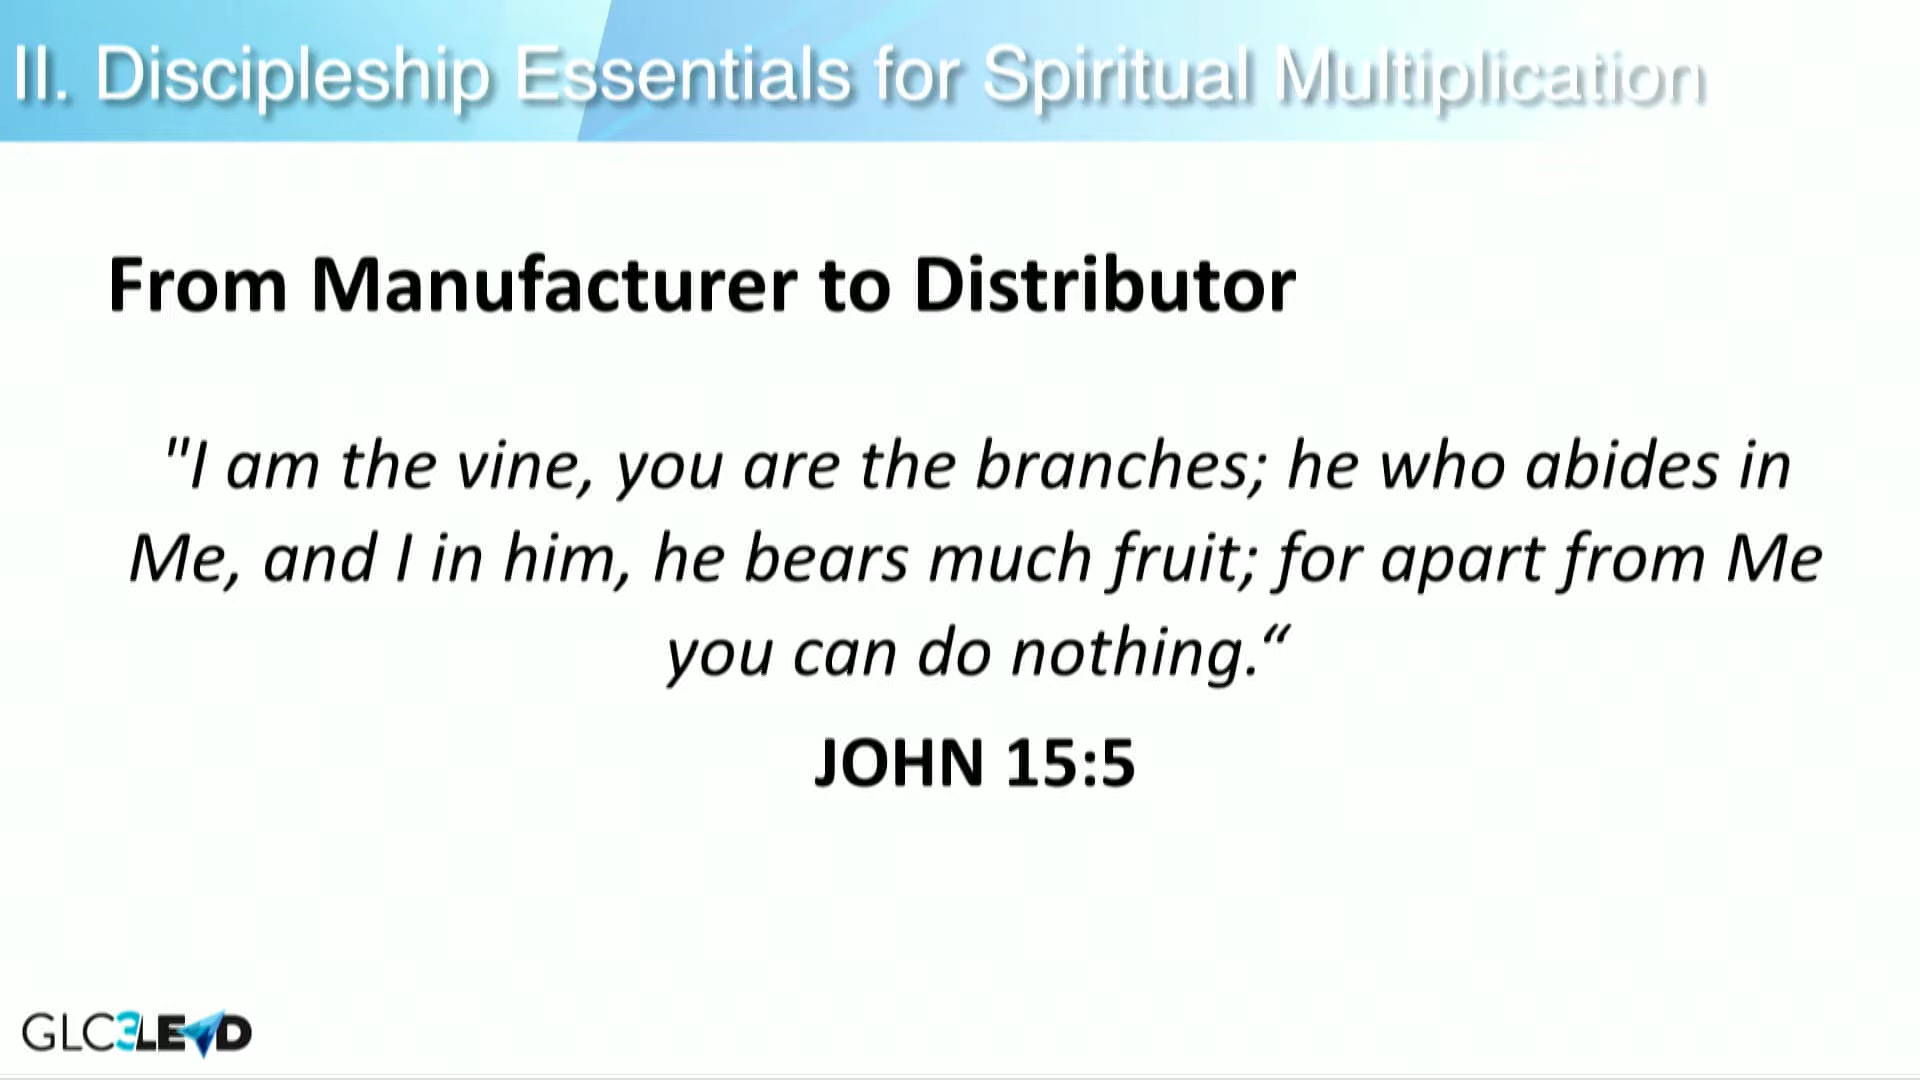 II. Discipleship Essentials for Spiritual Multiplication
From Manufacturer to Distributor
"I am the vine, you are the branches; he who abides in
Me, and I in him, he bears much fruit; for apart from Me
you can do nothing.“
JOHN 15:5
GLC3LEAD